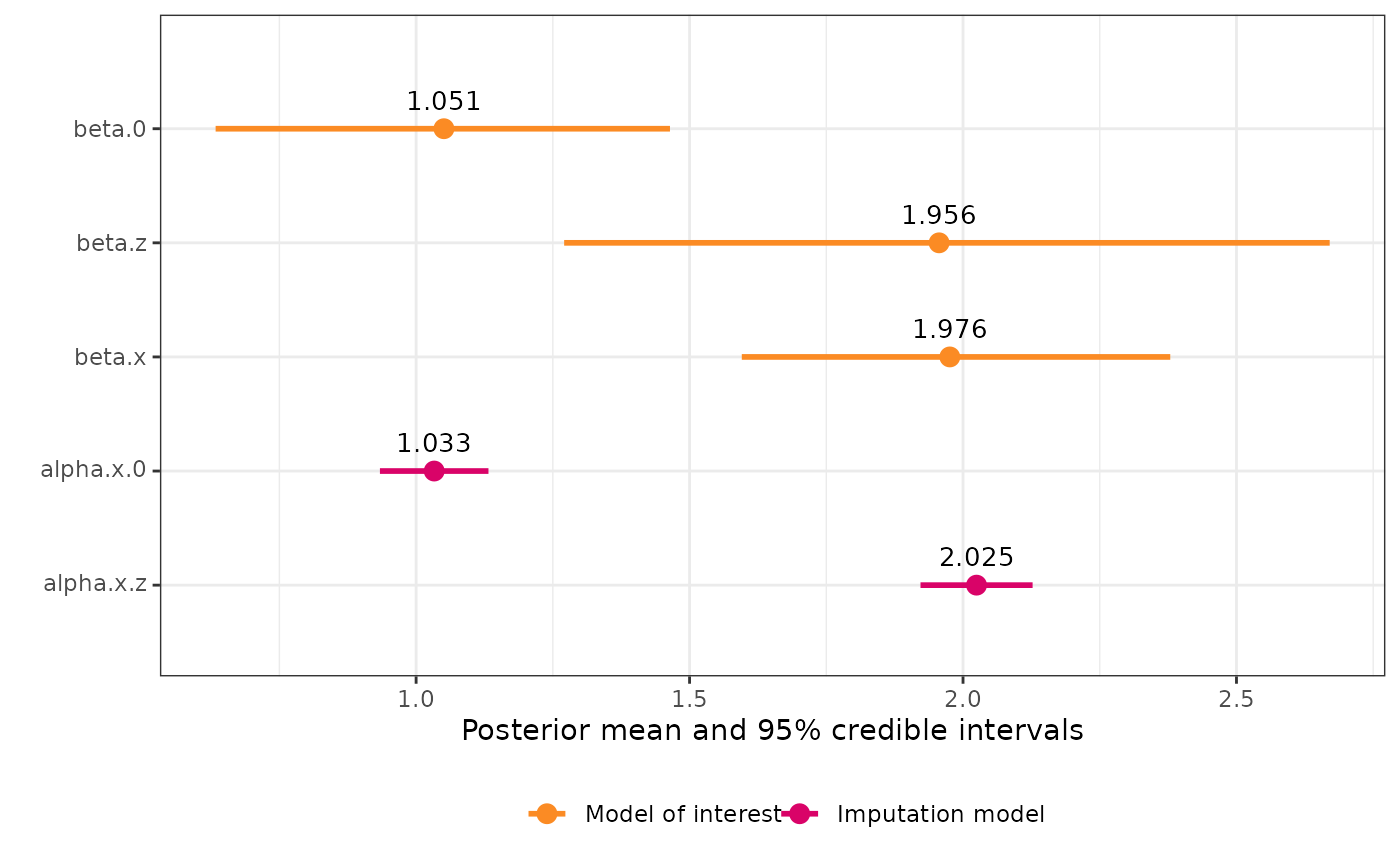 1.051
beta.0
1.956
beta.z
1.976
beta.x
1.033
alpha.x.0
2.025
alpha.x.z
1.0 1.5 2.0 2.5
Posterior mean and 95% credible intervals
Model of interest Imputation model